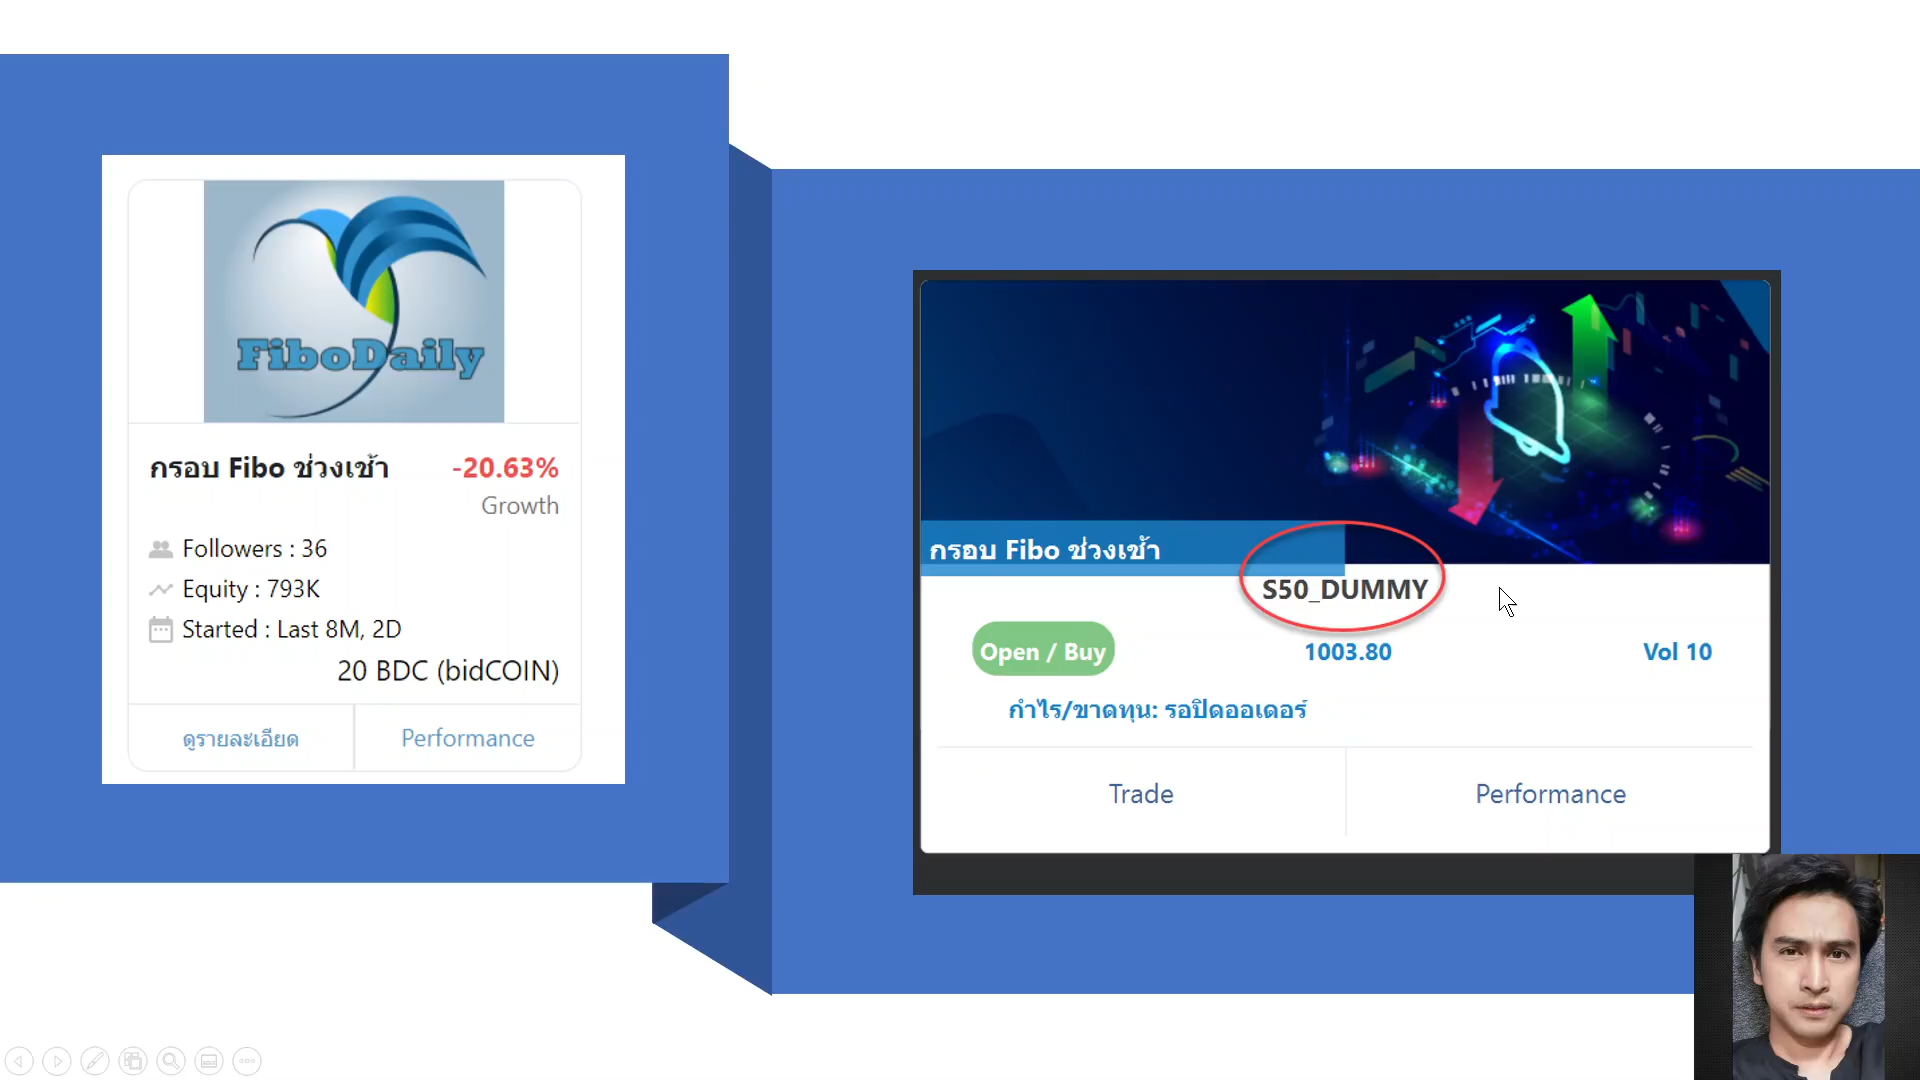 FiboDaily
กรอบ Fibo ช่วงเช้า
-20.63%
Growth
Followers : 36
Equity : 793K
Started : Last 8M, 2D
20 BDC (bidCOIN)
ดูรายละเอียด
Performance
กรอบ Fibo ช่วงเช้า
S50_DUMMY
Open / Buy
1003.80
Vol 10
กำไร/ขาดทุน: รอปิดออเดอร์
Trade
Performance